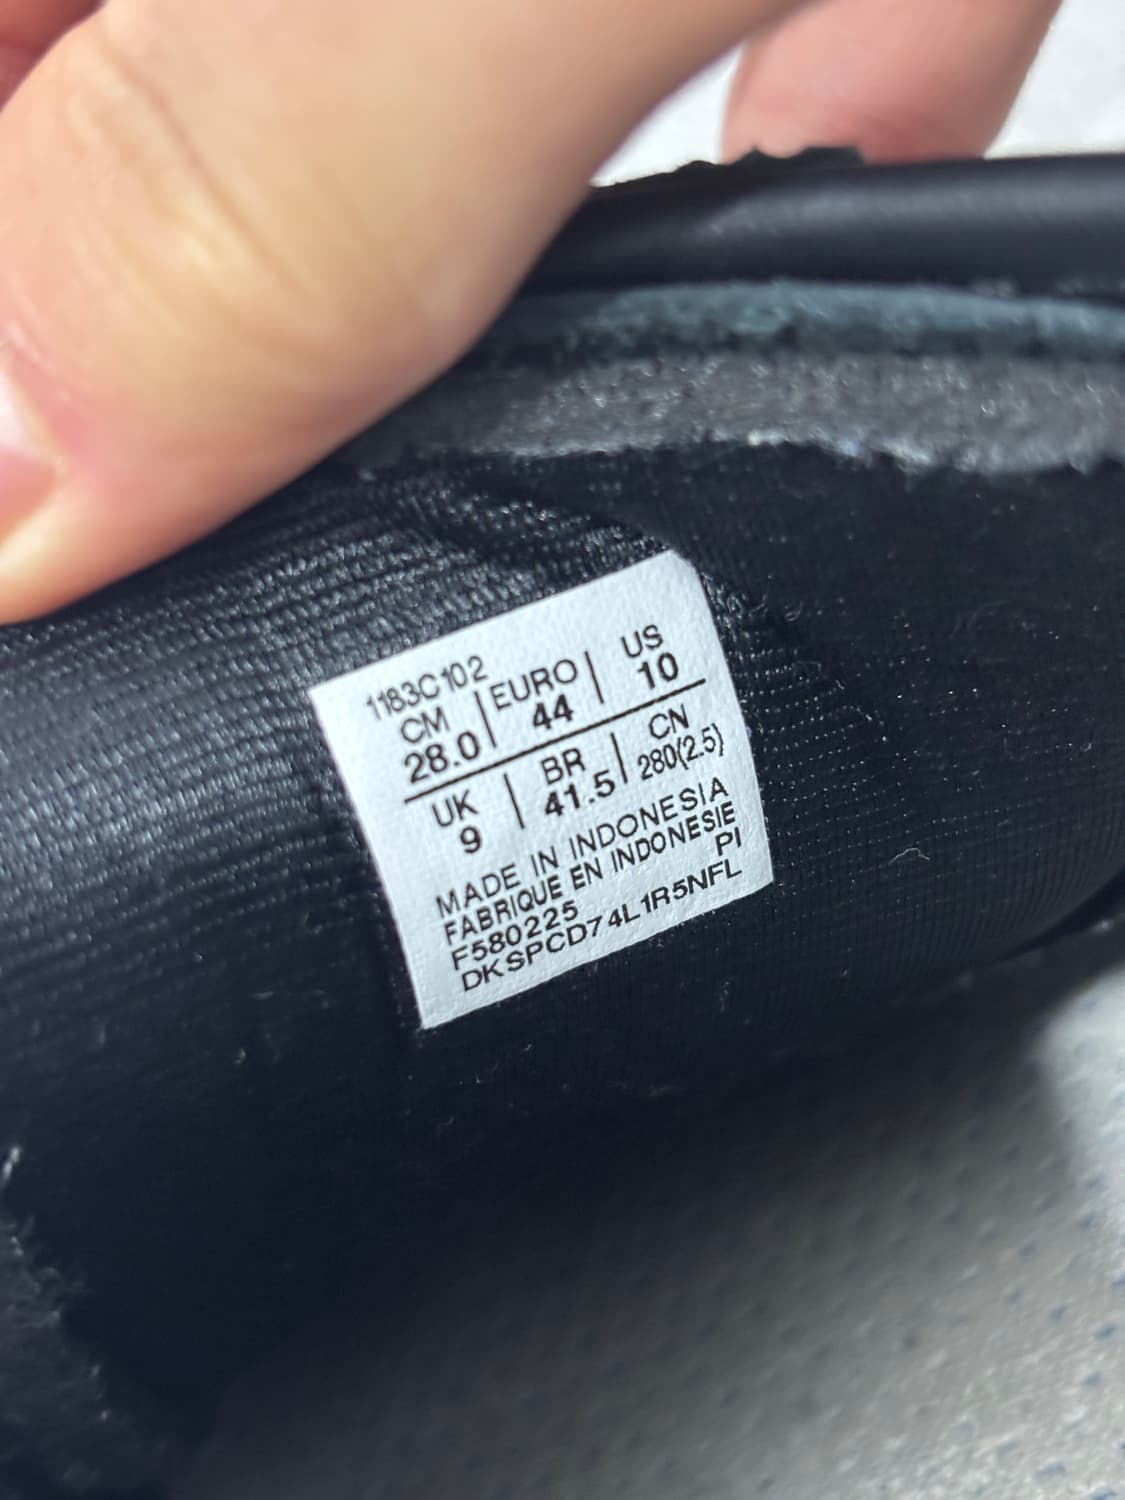 1183C102
CM | EURO | US
28.0 | 44 | 10
UK | BR | CN
9 | 41.5 | 280(2.5)
MADE IN INDONESIA
FABRIQUE EN INDONESIE
F580225 PI
DKSPCD74L1R5NFL